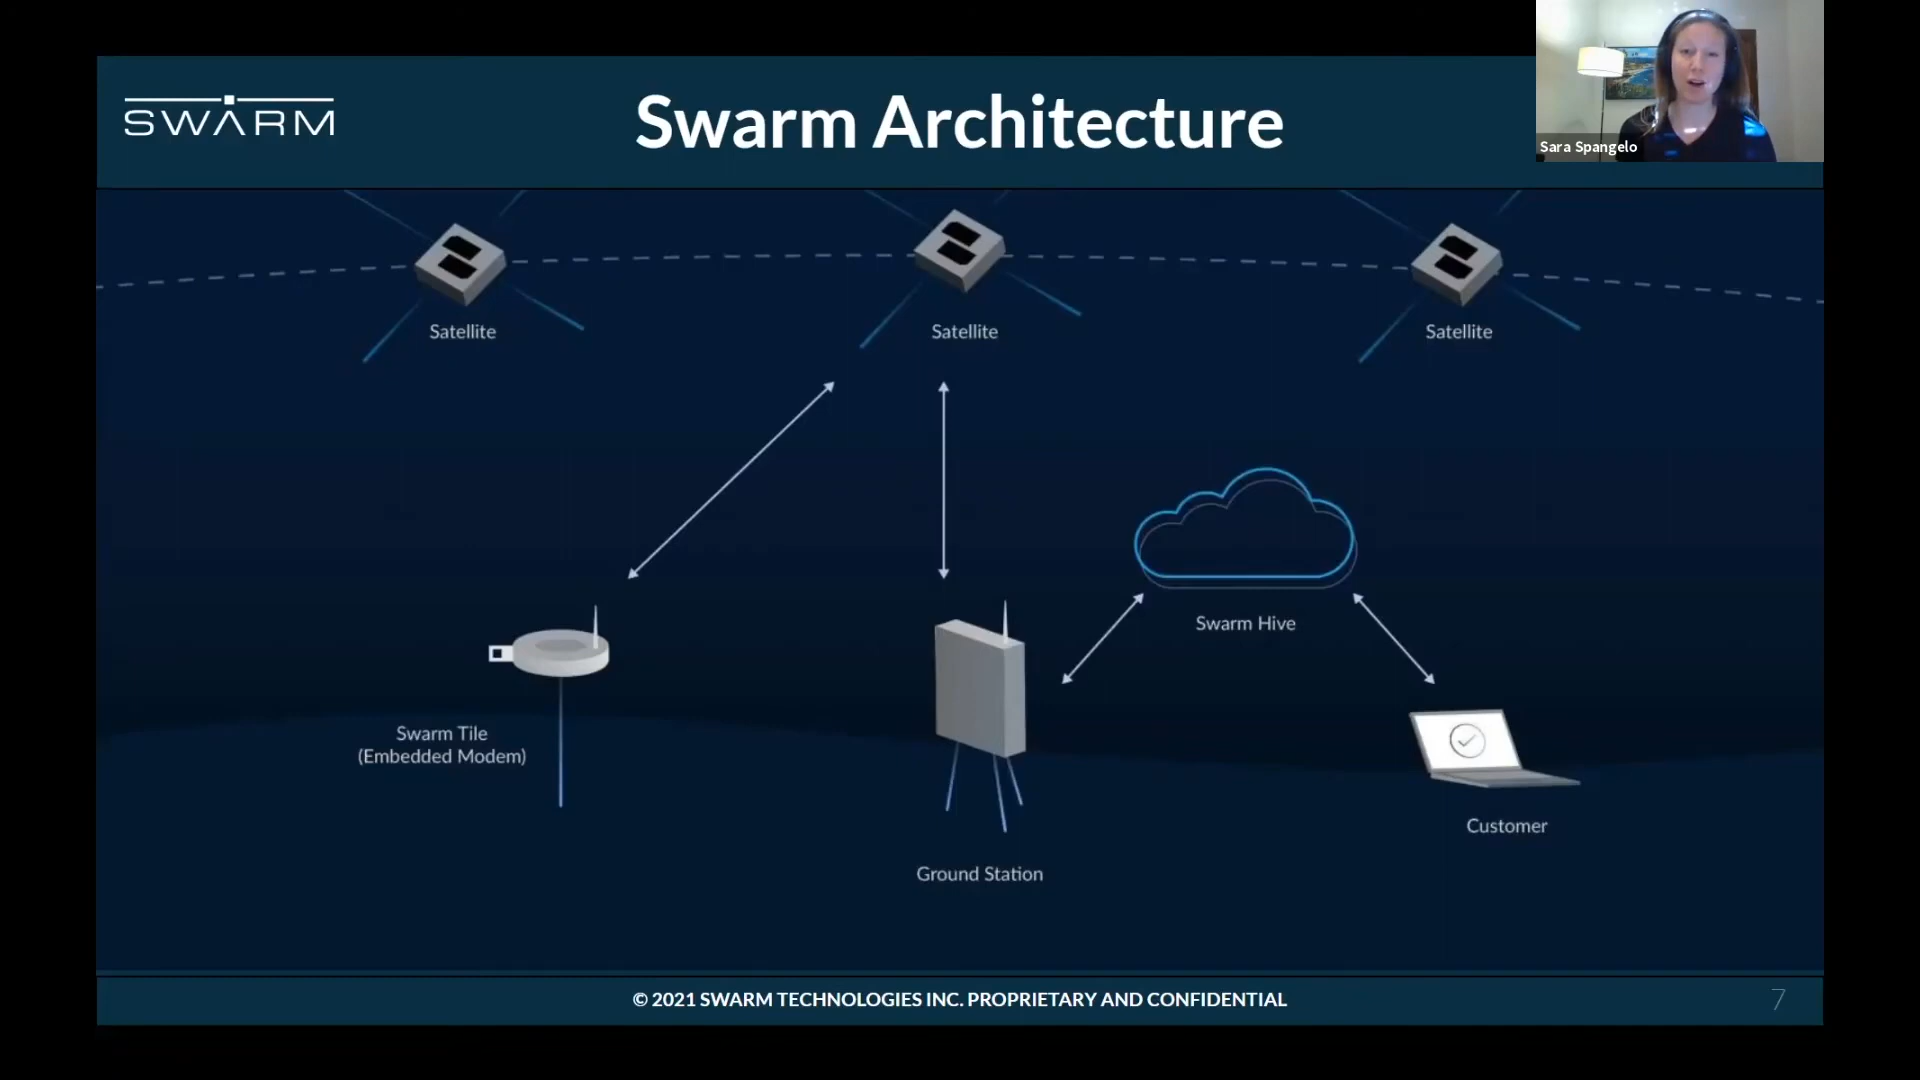 SWARM
Swarm Architecture
Sara Spangelo
Satellite
Satellite
Satellite
Swarm Hive
Swarm Tile
(Embedded Modem)
Customer
Ground Station
© 2021 SWARM TECHNOLOGIES INC. PROPRIETARY AND CONFIDENTIAL
7